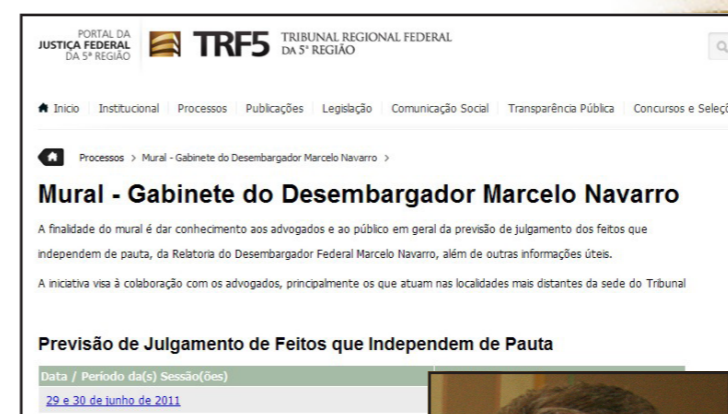 PORTAL DA
JUSTIÇA FEDERAL
DA 5ª REGIÃO
TRF5 TRIBUNAL REGIONAL FEDERAL
DA 5ª REGIÃO
Inicio Institucional Processos Publicações Legislação Comunicação Social Transparência Pública Concursos e Seleçõ
Processos > Mural - Gabinete do Desembargador Marcelo Navarro >
Mural - Gabinete do Desembargador Marcelo Navarro
A finalidade do mural é dar conhecimento aos advogados e ao público em geral da previsão de julgamento dos feitos que
independem de pauta, da Relatoria do Desembargador Federal Marcelo Navarro, além de outras informações úteis.
A iniciativa visa à colaboração com os advogados, principalmente os que atuam nas localidades mais distantes da sede do Tribunal
Previsão de Julgamento de Feitos que Independem de Pauta
Data / Período da(s) Sessão(ões)
29 e 30 de junho de 2011